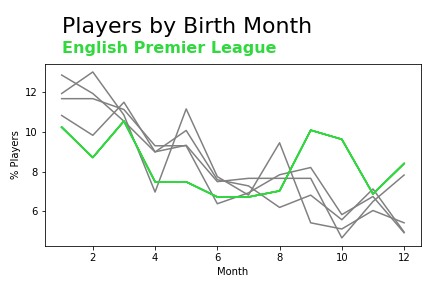 Players by Birth Month
English Premier League
12
10
8
6
% Players
2 4 6 8 10 12
Month